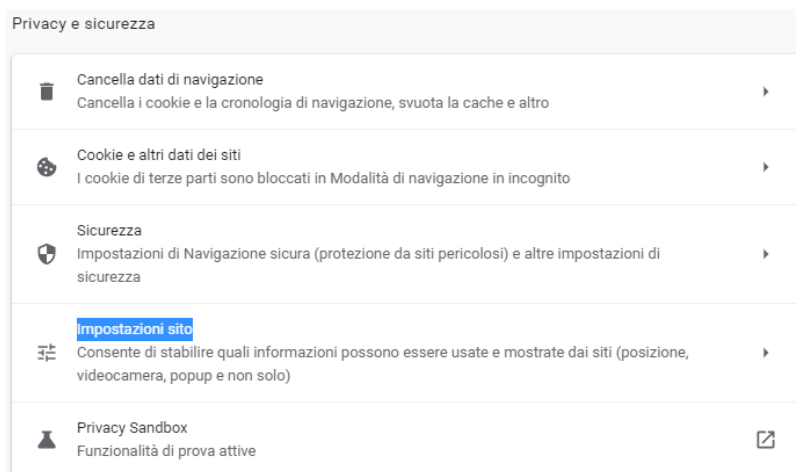 Privacy e sicurezza
Cancella dati di navigazione
Cancella i cookie e la cronologia di navigazione, svuota la cache e altro
Cookie e altri dati dei siti
I cookie di terze parti sono bloccati in Modalità di navigazione in incognito
Sicurezza
Impostazioni di Navigazione sicura (protezione da siti pericolosi) e altre impostazioni di
sicurezza
Impostazioni sito
Consente di stabilire quali informazioni possono essere usate e mostrate dai siti (posizione,
videocamera, popup e non solo)
Privacy Sandbox
Funzionalità di prova attive